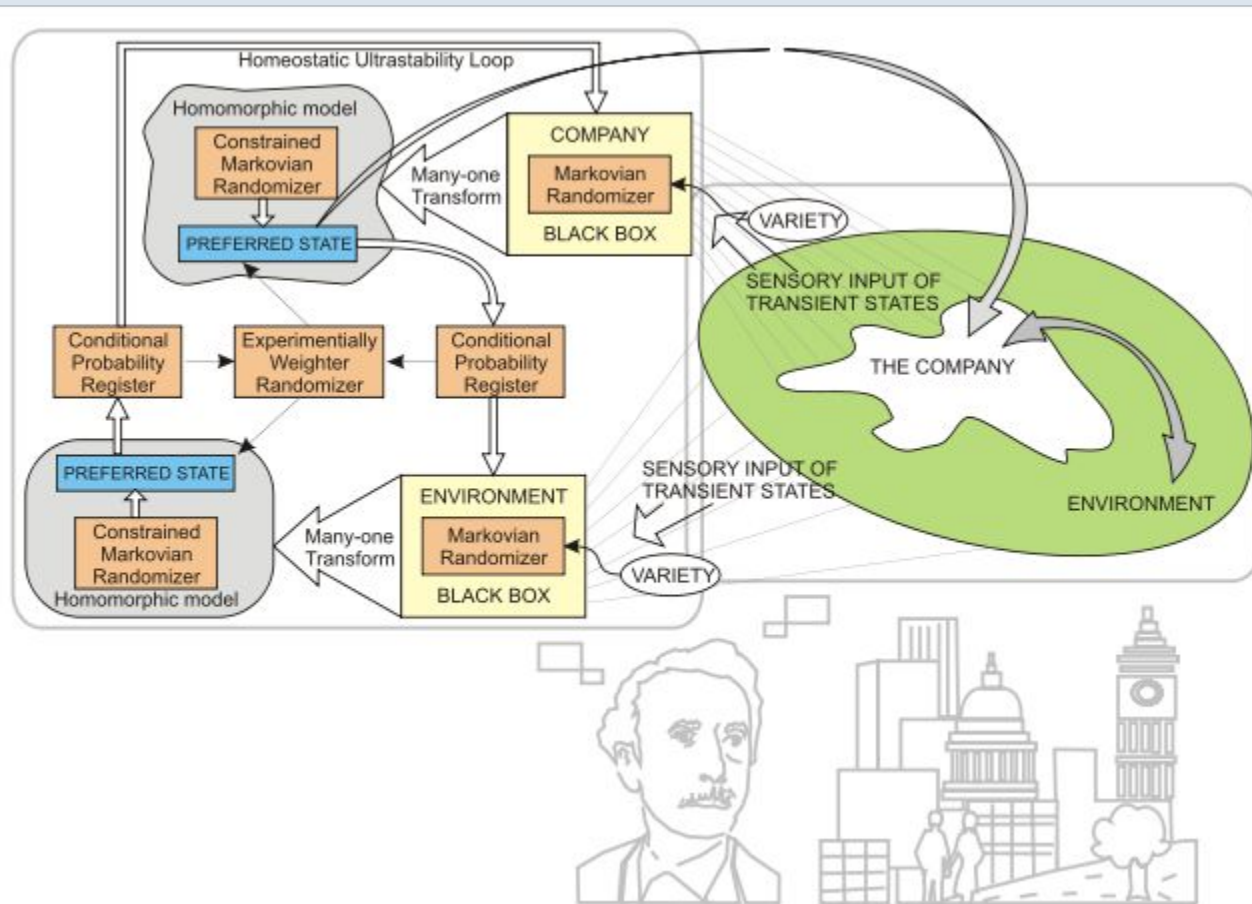 Homeostatic Ultrastability Loop
Homomorphic model
Constrained
Markovian
Randomizer
PREFERRED STATE
Many-one
Transform
COMPANY
Markovian
Randomizer
BLACK BOX
VARIETY
SENSORY INPUT OF
TRANSIENT STATES
THE COMPANY
ENVIRONMENT
Conditional
Probability
Register
Experimentially
Weighter
Randomizer
Conditional
Probability
Register
PREFERRED STATE
Constrained
Markovian
Randomizer
Homomorphic model
Many-one
Transform
ENVIRONMENT
Markovian
Randomizer
BLACK BOX
SENSORY INPUT OF
TRANSIENT STATES
VARIETY